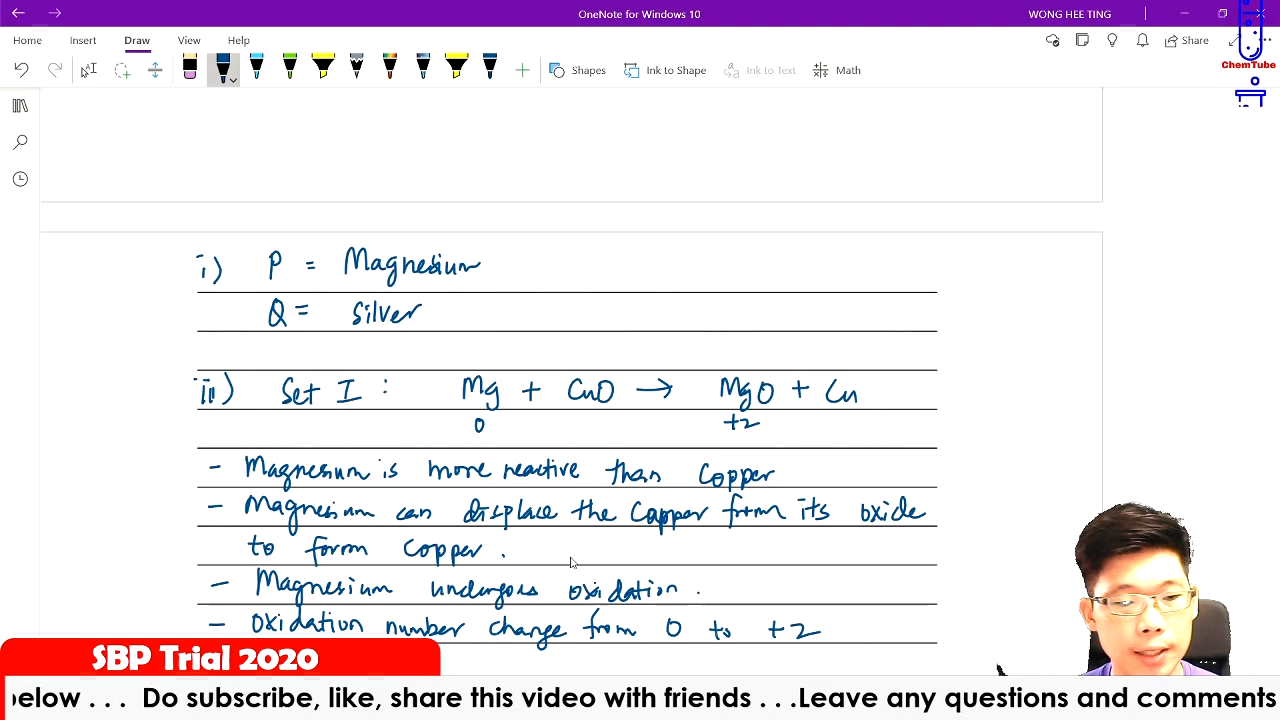 OneNote for Windows 10
WONG HEE TING
Home Insert Draw View Help
Share
Shapes Ink to Shape Ink to Text Math
ChemTube
i) P = Magnesium
Q = Silver
ii) Set I : Mg + CuO → MgO + Cu
0 +2
- Magnesium is more reactive than Copper
- Magnesium can displace the Copper from its oxide
to form copper .
- Magnesium undergoes oxidation .
- Oxidation number change from 0 to +2
SBP Trial 2020
below . . . Do subscribe, like, share this video with friends . . .Leave any questions and comments